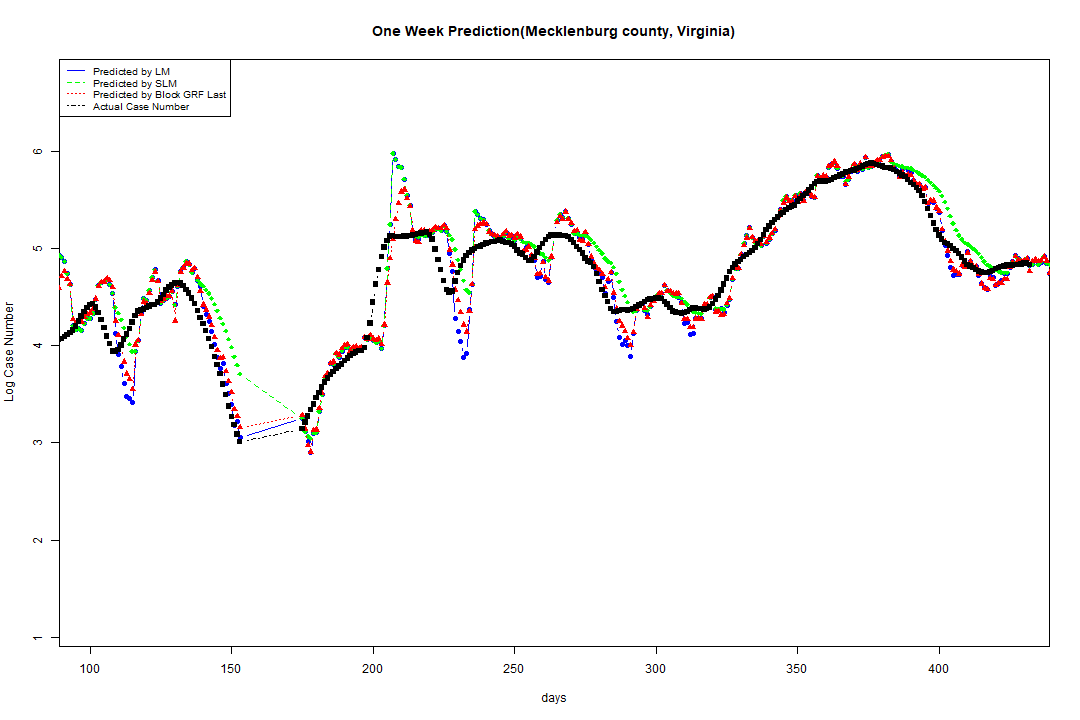 One Week Prediction(Mecklenburg county, Virginia)
Predicted by LM
Predicted by SLM
Predicted by Block GRF Last
Actual Case Number
6
5
4
3
2
1
Log Case Number
100 150 200 250 300 350 400
days